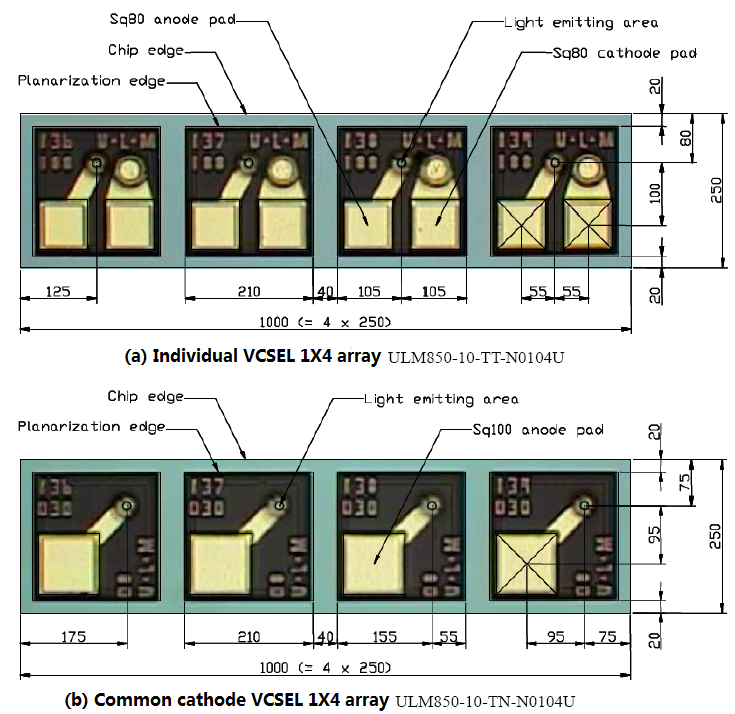 Sq80 anode pad
Light emitting area
Chip edge
Sq80 cathode pad
Planarization edge
20
80
250
136 U·L·M
137 U·L·M
138 U·L·M
139 U·L·M
100
125
210
40
105
105
55
55
20
1000 (= 4 x 250)
(a) Individual VCSEL 1X4 array ULM850-10-TT-N0104U
Chip edge
Light emitting area
Planarization edge
Sq100 anode pad
20
75
250
136
137
138
139
030
030
030
030
U·L·M
U·L·M
U·L·M
U·L·M
95
175
210
40
155
55
95
75
20
1000 (= 4 x 250)
(b) Common cathode VCSEL 1X4 array ULM850-10-TN-N0104U